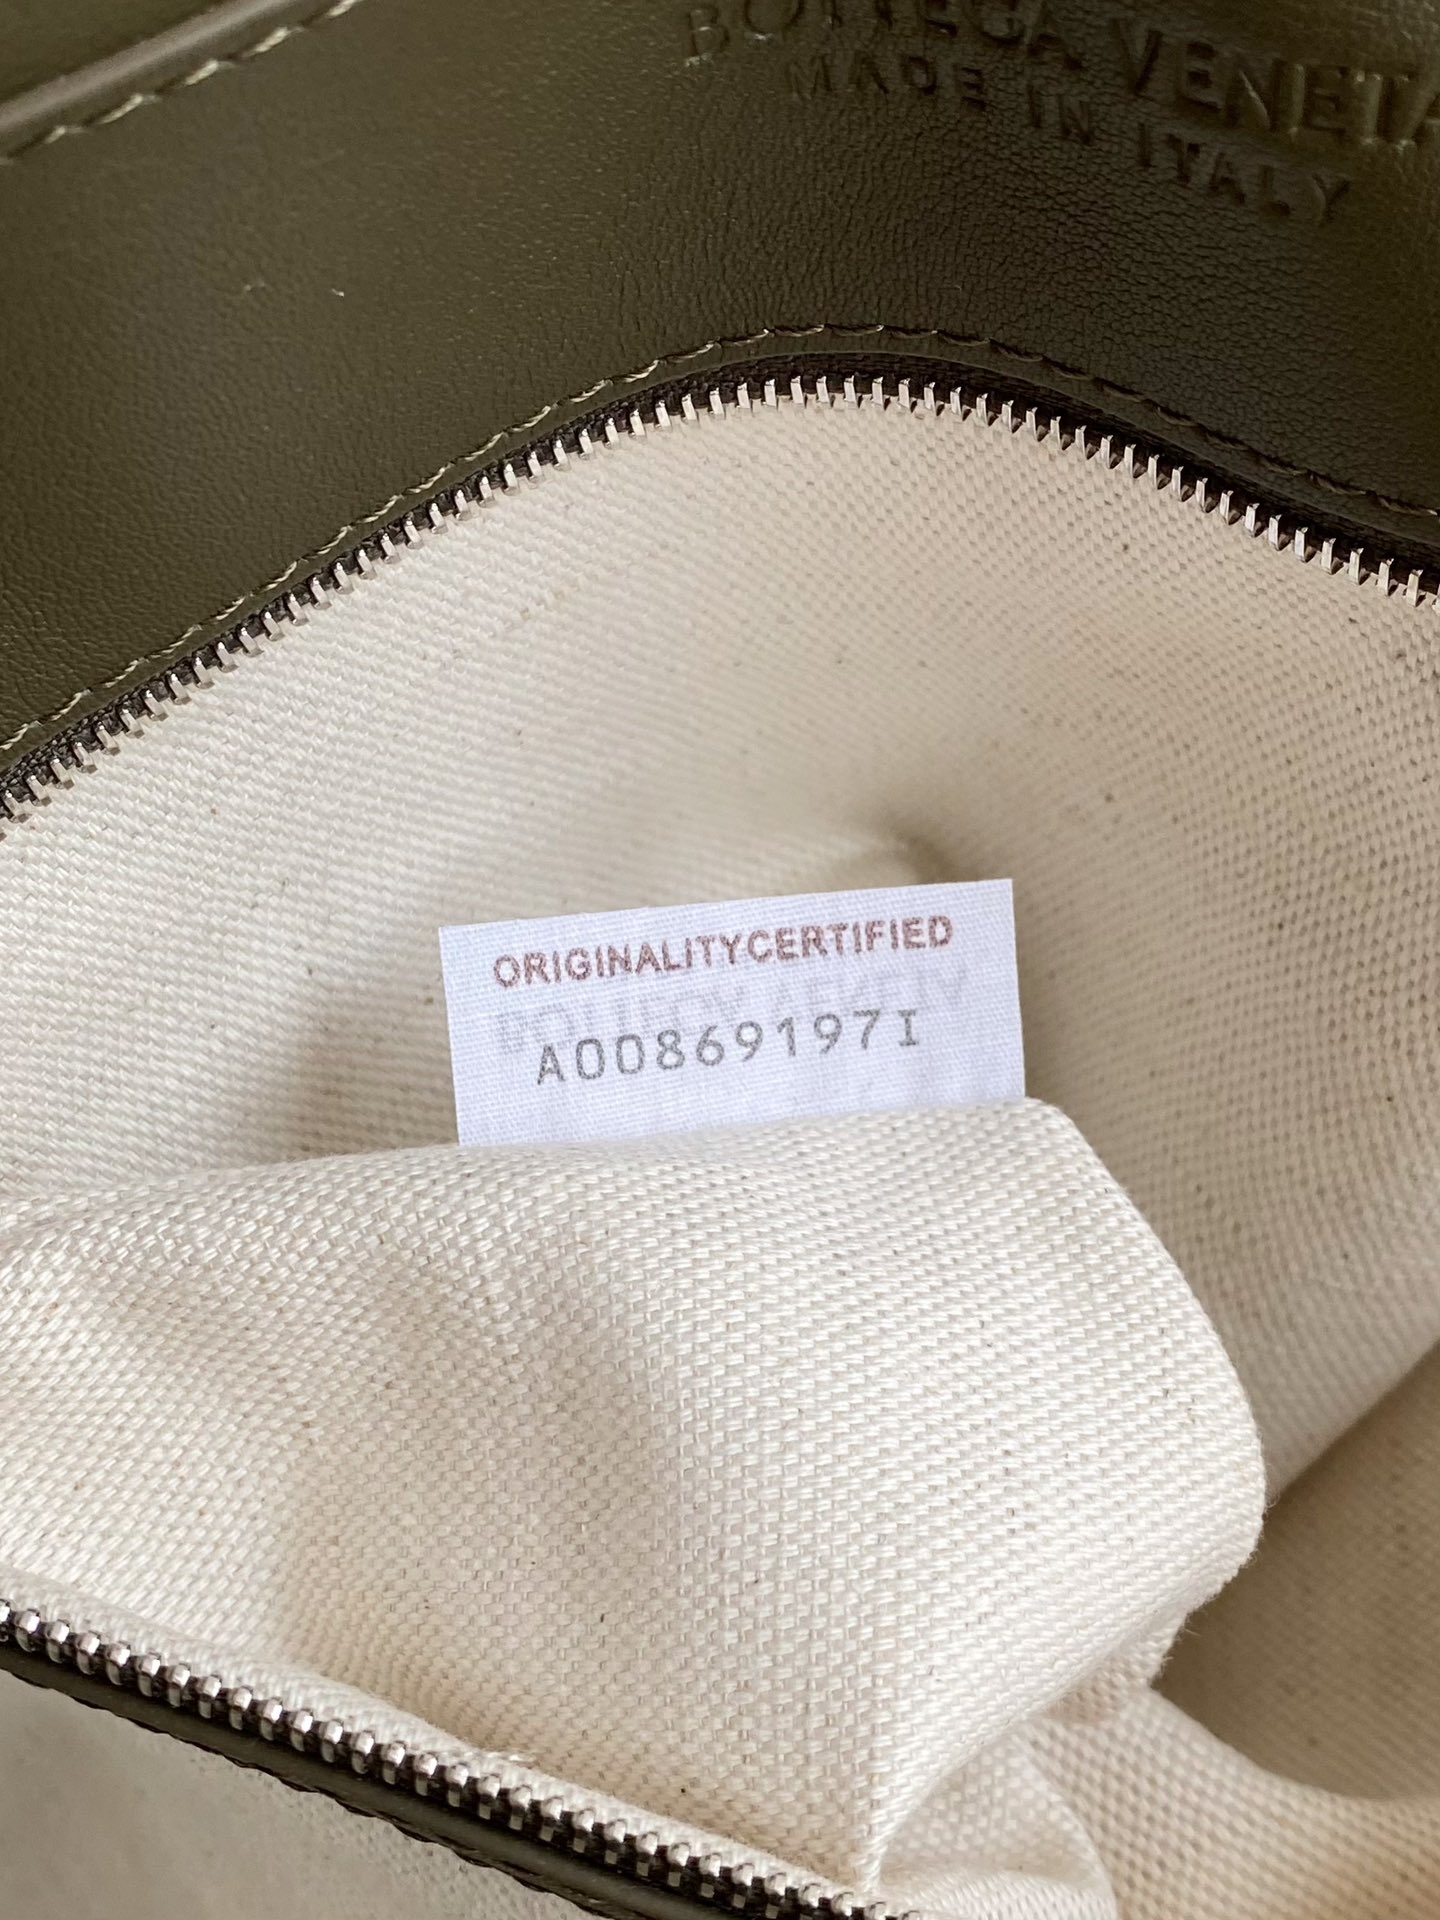 BOTTEGA VENETA
MADE IN ITALY
ORIGINALITYCERTIFIED
A00869197I